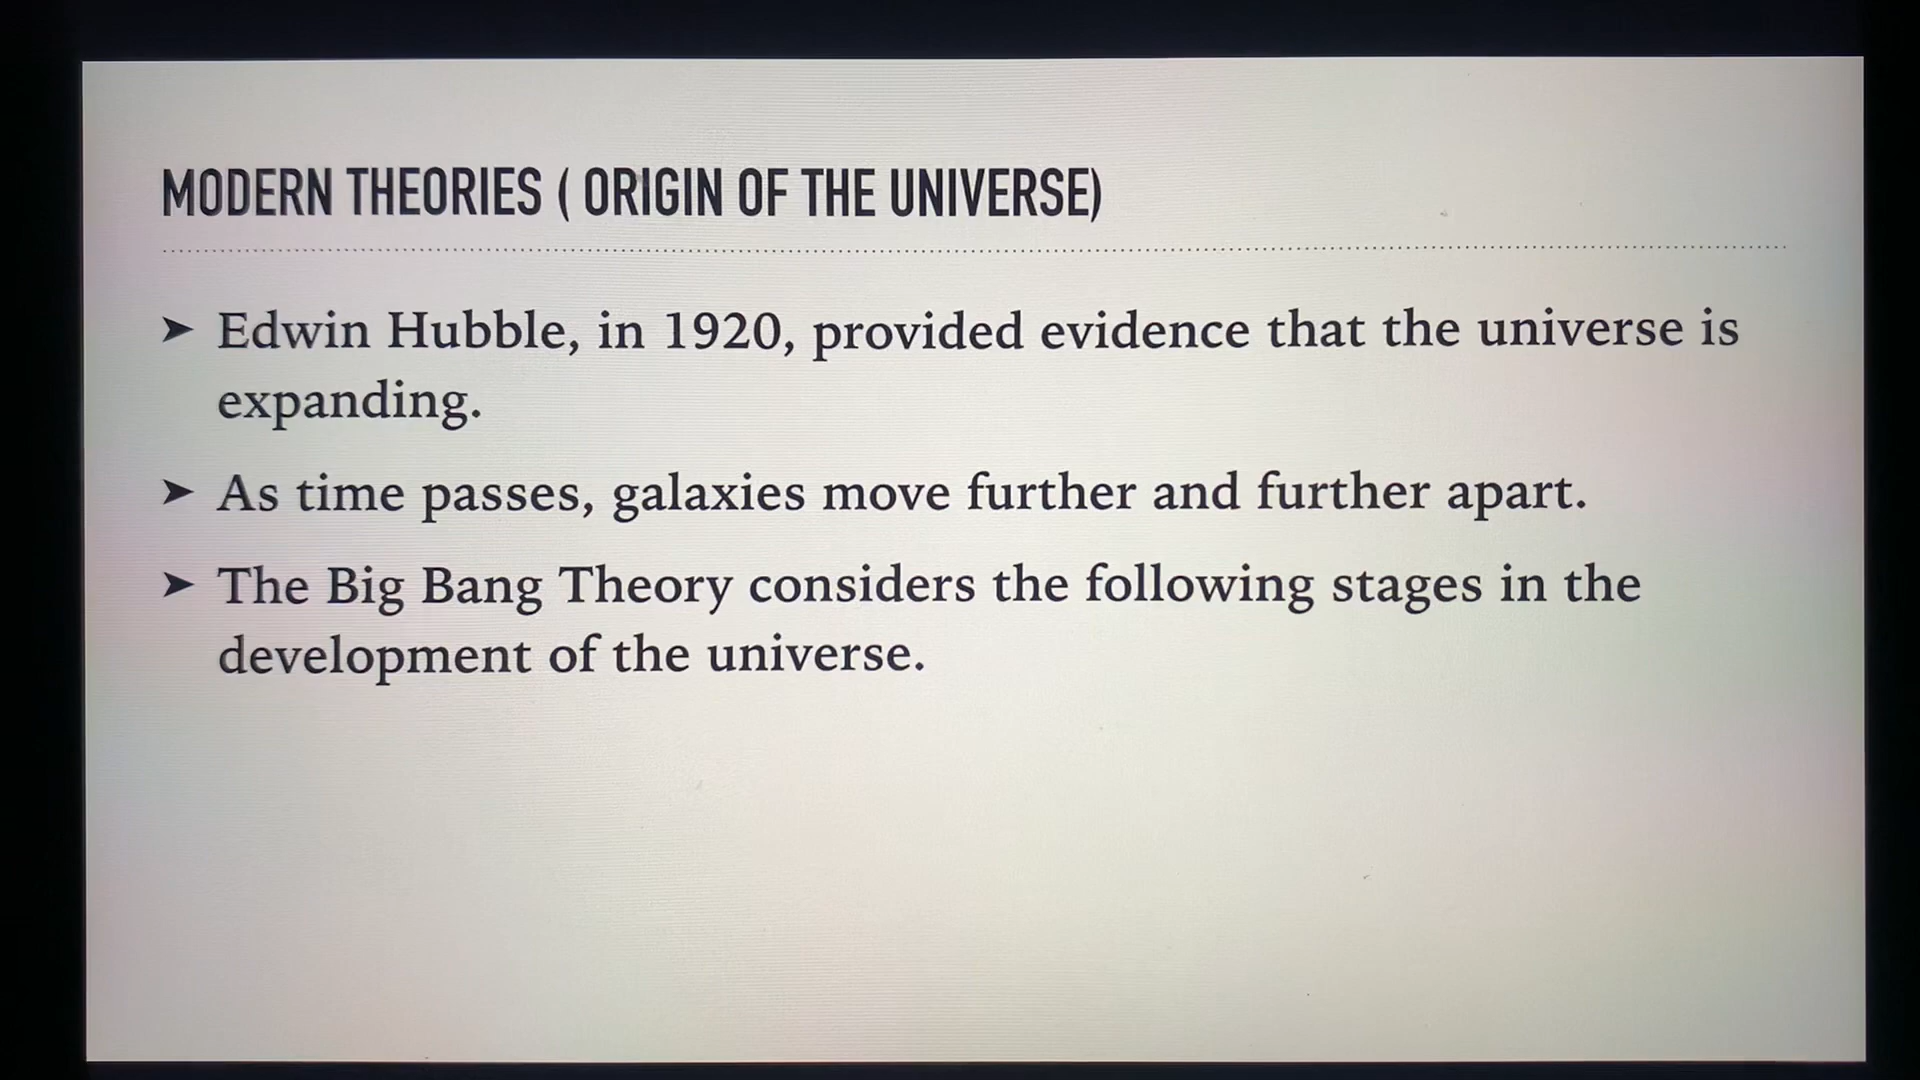 MODERN THEORIES ( ORIGIN OF THE UNIVERSE)
➤ Edwin Hubble, in 1920, provided evidence that the universe is
expanding.
➤ As time passes, galaxies move further and further apart.
➤ The Big Bang Theory considers the following stages in the
development of the universe.